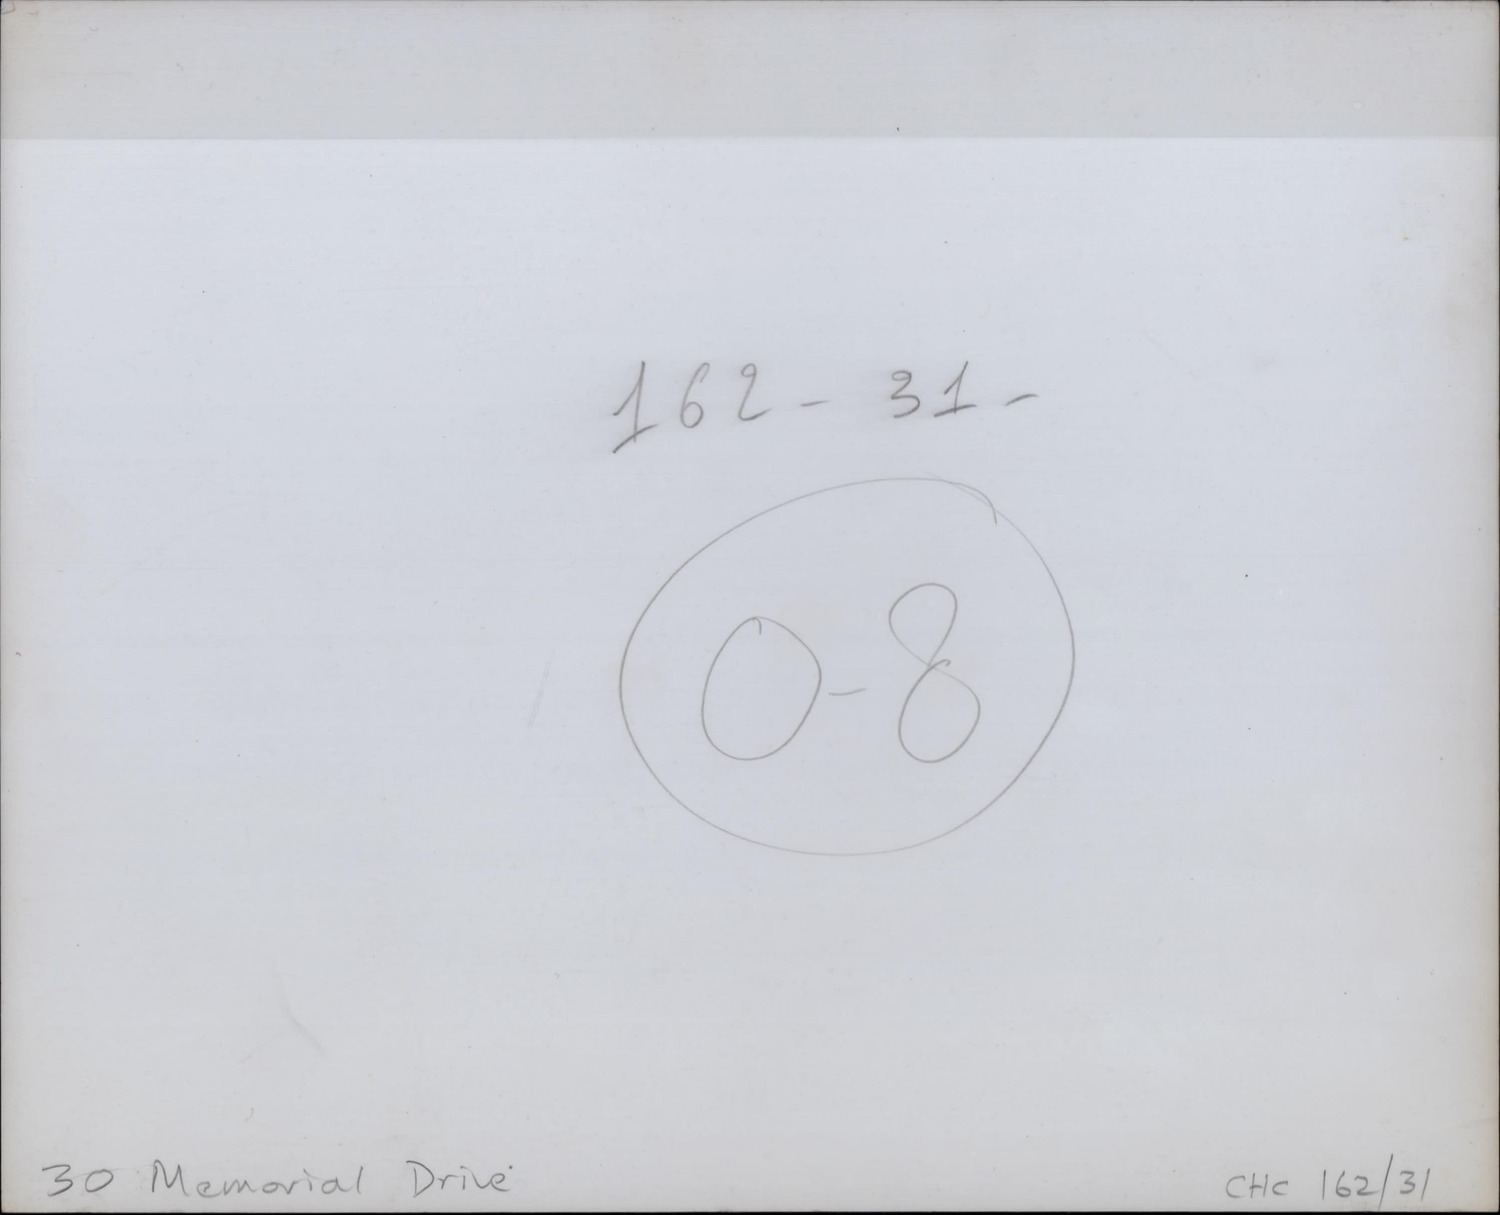 162 - 31 -
0-8
30 Memorial Drive
CHC 162/31